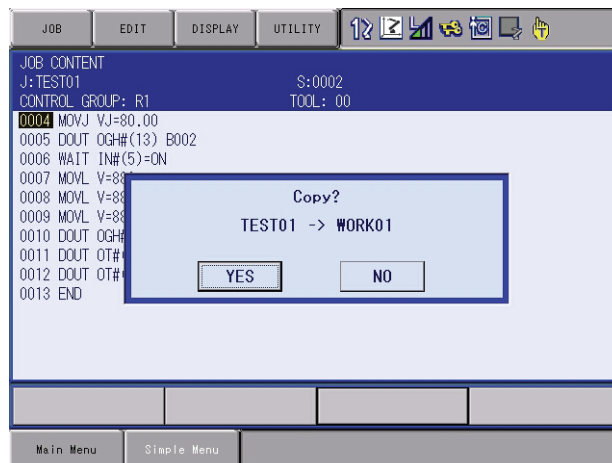 JOB EDIT DISPLAY UTILITY
JOB CONTENT
J:TEST01 S:0002
CONTROL GROUP: R1 TOOL: 00
0004 MOVJ VJ=80.00
0005 DOUT OGH#(13) B002
0006 WAIT IN#(5)=ON
0007 MOVL
0008 MOVL
0009 MOVL
0010 DOUT
0011 DOUT
0012 DOUT
0013 END
Copy?
TEST01 -> WORK01
YES NO
Main Menu Simple Menu